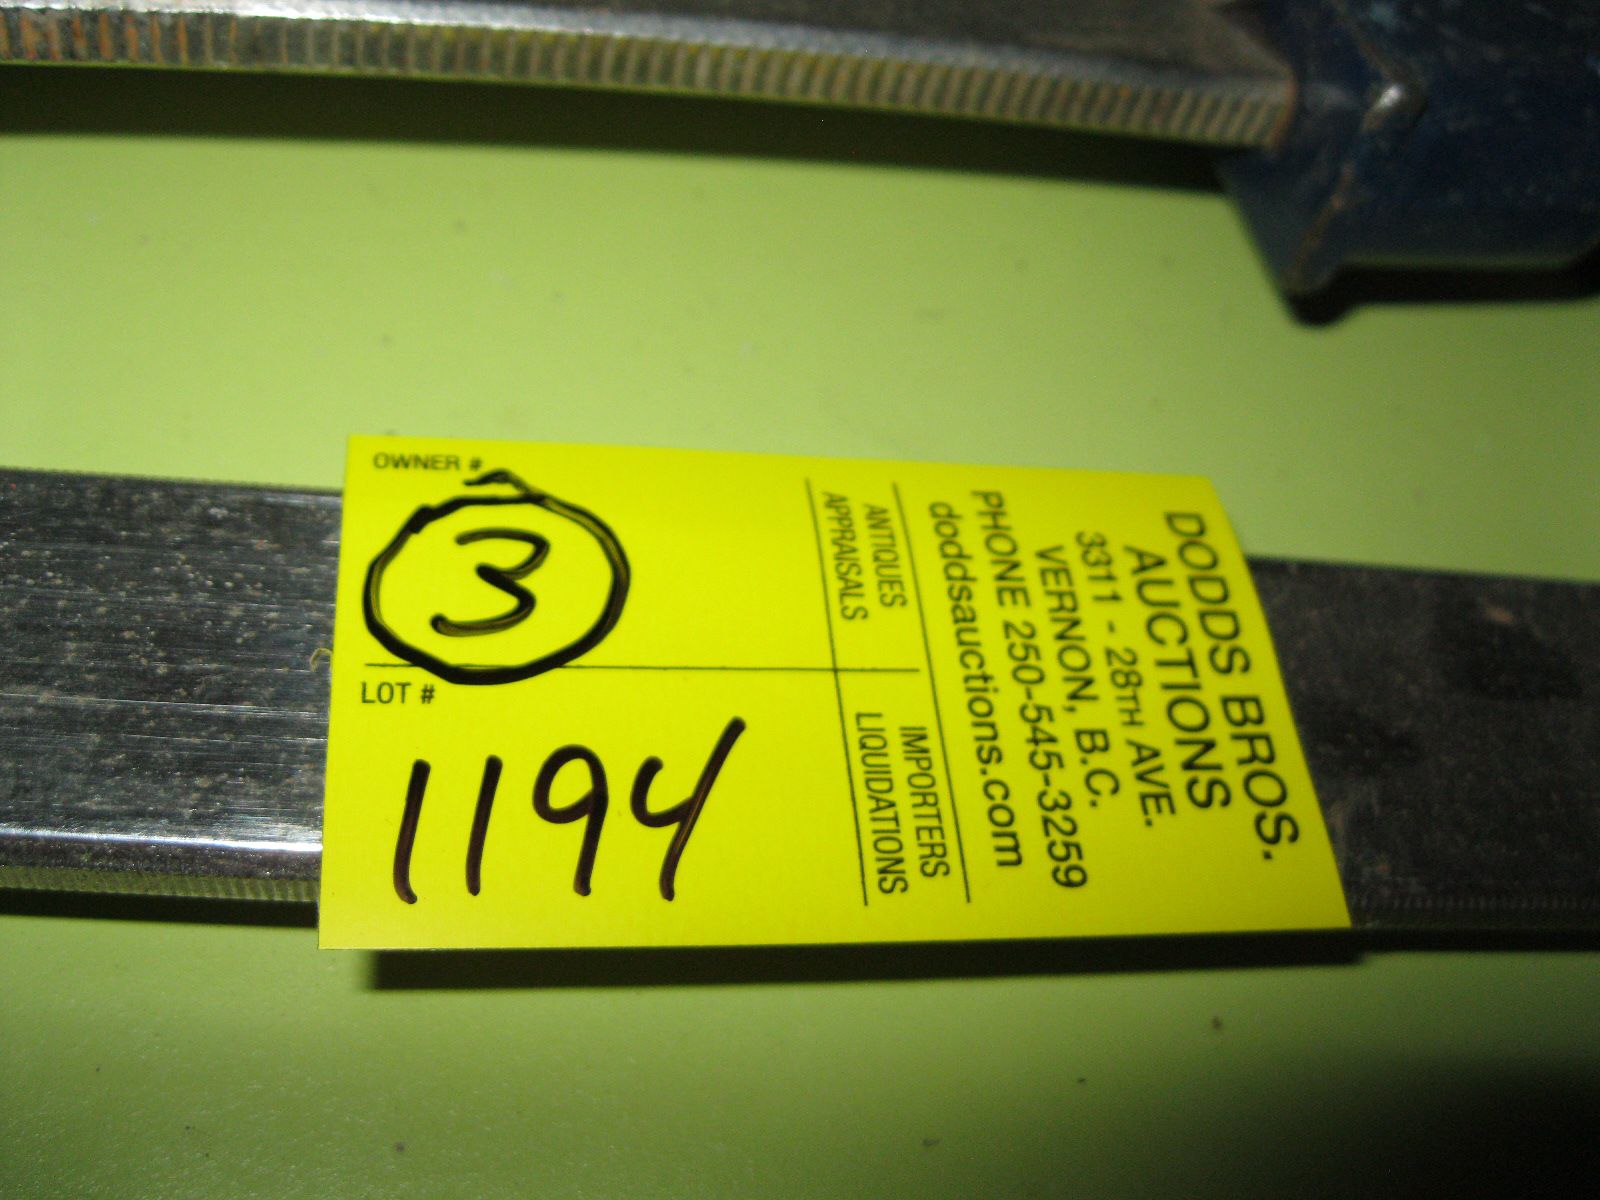 OWNER #
3
LOT #
1194
ANTIQUES
APPRAISALS
IMPORTERS
LIQUIDATIONS
DODDS BROS.
AUCTIONS
3311 - 28TH AVE.
VERNON, B.C.
PHONE 250-545-3259
doddsauctions.com